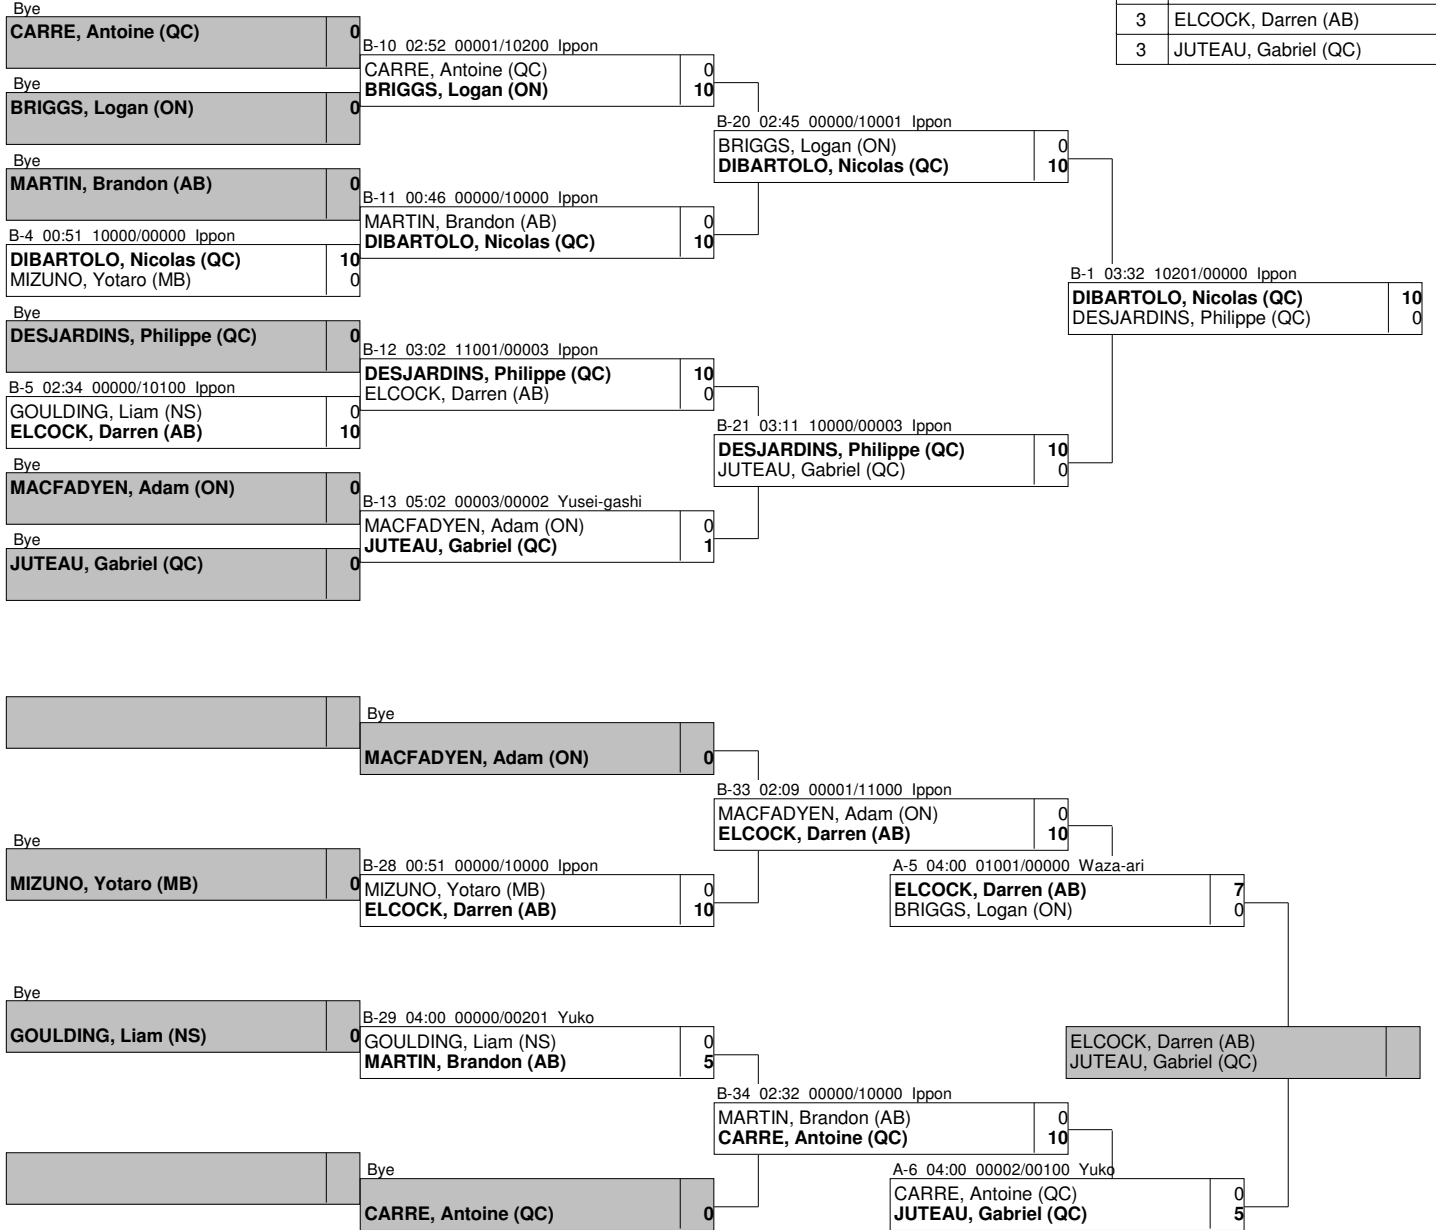 Bye
CARRE, Antoine (QC) 0
3 ELCOCK, Darren (AB)
3 JUTEAU, Gabriel (QC)
B-10 02:52 00001/10200 Ippon
CARRE, Antoine (QC) 0
BRIGGS, Logan (ON) 10
Bye
BRIGGS, Logan (ON) 0
B-20 02:45 00000/10001 Ippon
BRIGGS, Logan (ON) 0
DIBARTOLO, Nicolas (QC) 10
Bye
MARTIN, Brandon (AB) 0
B-11 00:46 00000/10000 Ippon
MARTIN, Brandon (AB) 0
DIBARTOLO, Nicolas (QC) 10
B-4 00:51 10000/00000 Ippon
DIBARTOLO, Nicolas (QC) 10
MIZUNO, Yotaro (MB) 0
B-1 03:32 10201/00000 Ippon
DIBARTOLO, Nicolas (QC) 10
DESJARDINS, Philippe (QC) 0
Bye
DESJARDINS, Philippe (QC) 0
B-12 03:02 11001/00003 Ippon
DESJARDINS, Philippe (QC) 10
ELCOCK, Darren (AB) 0
B-5 02:34 00000/10100 Ippon
GOULDING, Liam (NS) 0
ELCOCK, Darren (AB) 10
B-21 03:11 10000/00003 Ippon
DESJARDINS, Philippe (QC) 10
JUTEAU, Gabriel (QC) 0
Bye
MACFADYEN, Adam (ON) 0
B-13 05:02 00003/00002 Yusei-gashi
MACFADYEN, Adam (ON) 0
JUTEAU, Gabriel (QC) 1
Bye
JUTEAU, Gabriel (QC) 0
Bye
MACFADYEN, Adam (ON) 0
B-33 02:09 00001/11000 Ippon
MACFADYEN, Adam (ON) 0
ELCOCK, Darren (AB) 10
Bye
MIZUNO, Yotaro (MB) 0
B-28 00:51 00000/10000 Ippon
MIZUNO, Yotaro (MB) 0
ELCOCK, Darren (AB) 10
A-5 04:00 01001/00000 Waza-ari
ELCOCK, Darren (AB) 7
BRIGGS, Logan (ON) 0
Bye
GOULDING, Liam (NS) 0
B-29 04:00 00000/00201 Yuko
GOULDING, Liam (NS) 0
MARTIN, Brandon (AB) 5
ELCOCK, Darren (AB)
JUTEAU, Gabriel (QC)
B-34 02:32 00000/10000 Ippon
MARTIN, Brandon (AB) 0
CARRE, Antoine (QC) 10
Bye
CARRE, Antoine (QC) 0
A-6 04:00 00002/00100 Yuko
CARRE, Antoine (QC) 0
JUTEAU, Gabriel (QC) 5